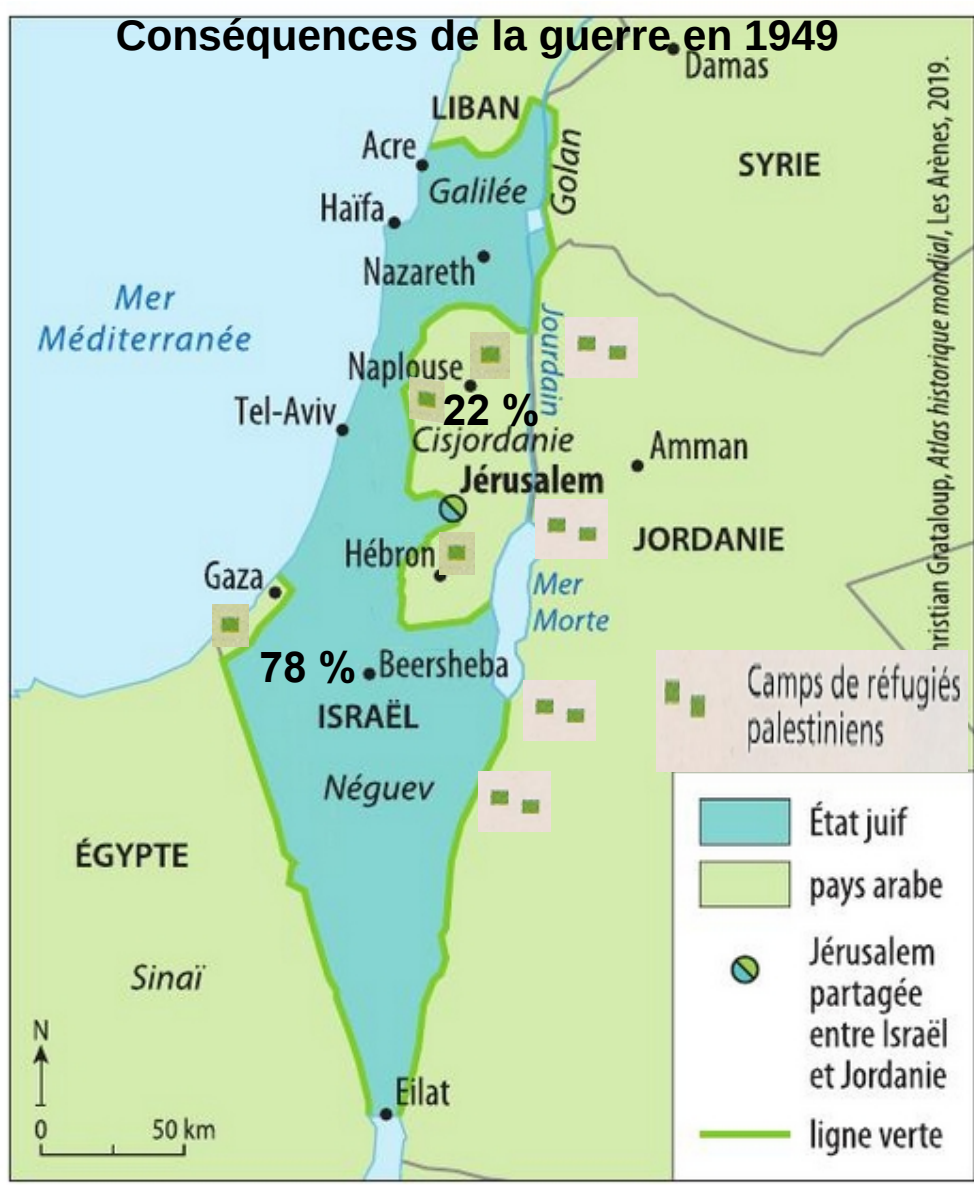 Conséquences de la guerre en 1949
Damas
LIBAN
Acre
Golan
SYRIE
Galilée
Haïfa
Nazareth
Mer
Méditerranée
Jourdain
Naplouse
22 %
Tel-Aviv
Cisjordanie
Amman
Jérusalem
JORDANIE
Hébron
Gaza
Mer
Morte
78 %
Beersheba
ISRAËL
Néguev
ÉGYPTE
Sinaï
Eilat
N
0 50 km
Camps de réfugiés
palestiniens
État juif
pays arabe
Jérusalem
partagée
entre Israël
et Jordanie
ligne verte
hristian Grataloup, Atlas historique mondial, Les Arènes, 2019.